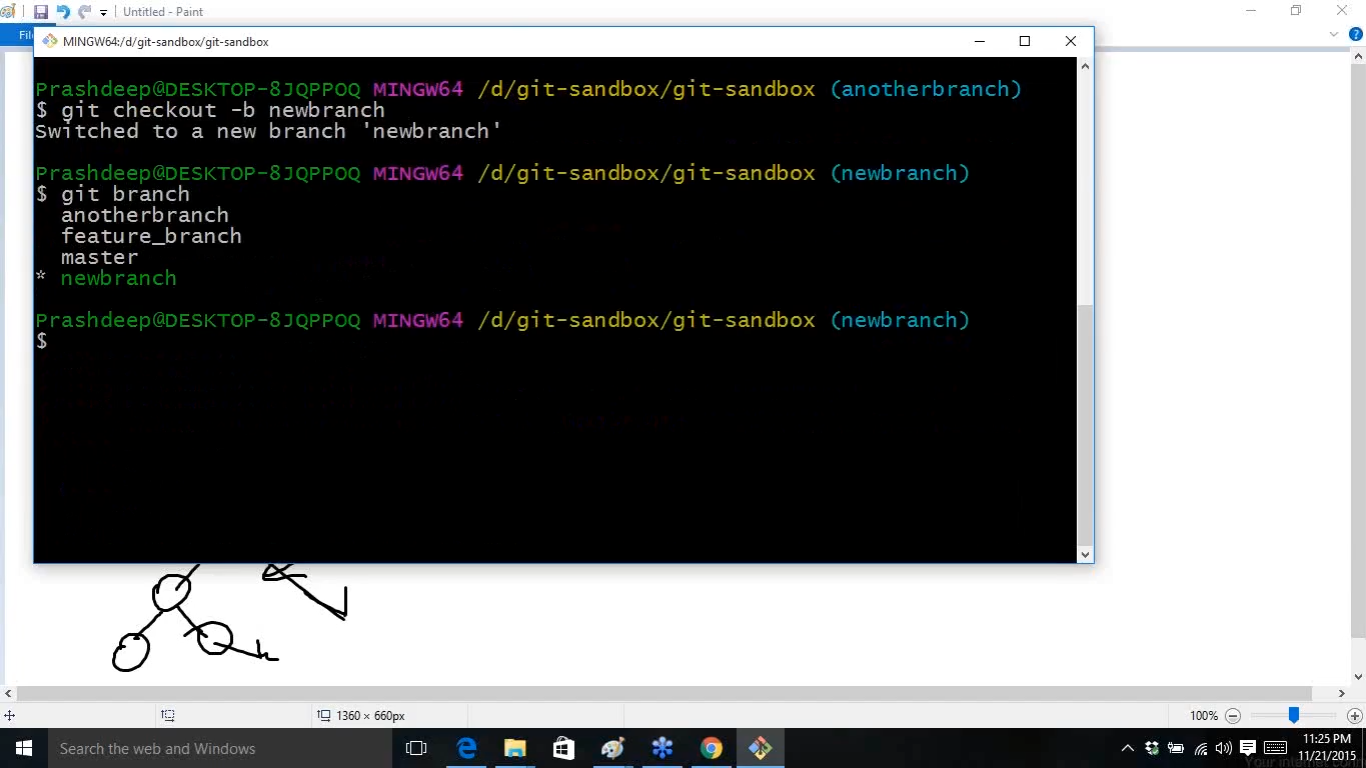 Untitled - Paint
Fil
MINGW64:/d/git-sandbox/git-sandbox
Prashdeep@DESKTOP-8JQPPOQ MINGW64 /d/git-sandbox/git-sandbox (anotherbranch)
$ git checkout -b newbranch
Switched to a new branch 'newbranch'
Prashdeep@DESKTOP-8JQPPOQ MINGW64 /d/git-sandbox/git-sandbox (newbranch)
$ git branch
anotherbranch
feature_branch
master
* newbranch
Prashdeep@DESKTOP-8JQPPOQ MINGW64 /d/git-sandbox/git-sandbox (newbranch)
$
1360 × 660px
100%
Search the web and Windows
11:25 PM
11/21/2015
Your internet conn